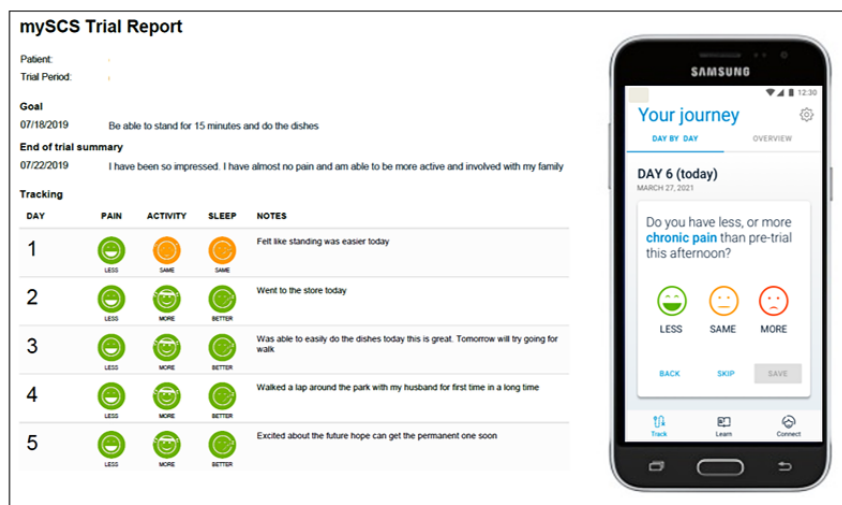 mySCS Trial Report
Patient:
Trial Period:
Goal
07/18/2019 Be able to stand for 15 minutes and do the dishes
End of trial summary
07/22/2019 I have been so impressed. I have almost no pain and am able to be more active and involved with my family
Tracking
DAY PAIN ACTIVITY SLEEP NOTES
1 Felt like standing was easier today
LESS SAME SAME
2 Went to the store today
LESS MORE BETTER
3 Was able to easily do the dishes today this is great. Tomorrow will try going for
walk
LESS MORE BETTER
4 Walked a lap around the park with my husband for first time in a long time
LESS MORE BETTER
5 Excited about the future hope can get the permanent one soon
LESS MORE BETTER
SAMSUNG
12:30
Your journey
DAY BY DAY OVERVIEW
DAY 6 (today)
MARCH 27, 2021
Do you have less, or more
chronic pain than pre-trial
this afternoon?
LESS SAME MORE
BACK SKIP SAVE
Track Learn Connect